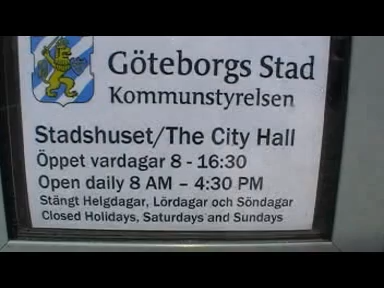 Göteborgs Stad
Kommunstyrelsen
Stadshuset/The City Hall
Öppet vardagar 8 - 16:30
Open daily 8 AM – 4:30 PM
Stängt Helgdagar, Lördagar och Söndagar
Closed Holidays, Saturdays and Sundays